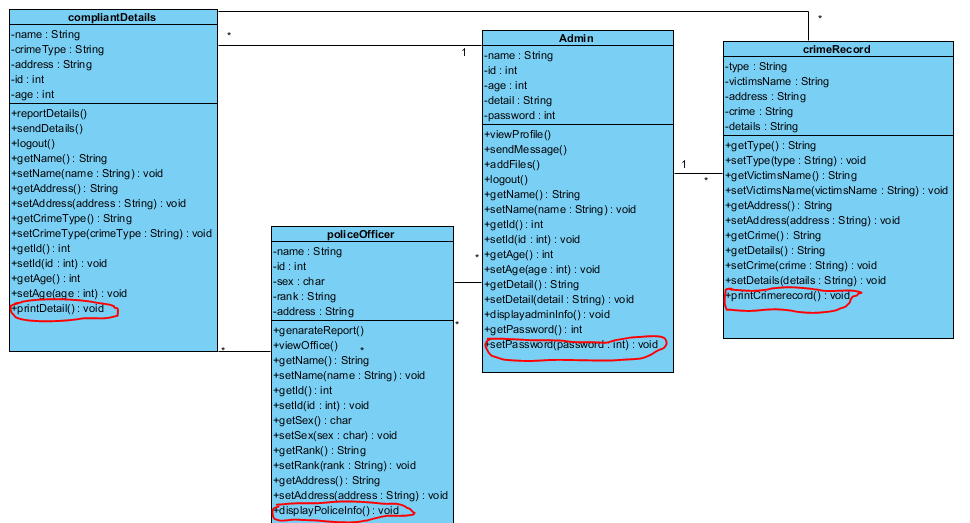 compliantDetails
-name : String
-crimeType : String
-address : String
-id : int
-age : int
+reportDetails()
+sendDetails()
+logout()
+getName() : String
+setName(name : String) : void
+getAddress() : String
+setAddress(address : String) : void
+getCrimeType() : String
+setCrimeType(crimeType : String) : void
+getId() : int
+setId(id : int) : void
+getAge() : int
+setAge(age : int) : void
+printDetail() : void
*
1
*
policeOfficer
-name : String
-id : int
-sex : char
-rank : String
-address : String
+genarateReport()
+viewOffice()
+getName() : String
+setName(name : String) : void
+getId() : int
+setId(id : int) : void
+getSex() : char
+setSex(sex : char) : void
+getRank() : String
+setRank(rank : String) : void
+getAddress() : String
+setAddress(address : String) : void
+displayPoliceInfo() : void
*
*
*
*
Admin
-name : String
-id : int
-age : int
-detail : String
-password : int
+viewProfile()
+sendMessage()
+addFiles()
+logout()
+getName() : String
+setName(name : String) : void
+getId() : int
+setId(id : int) : void
+getAge() : int
+setAge(age : int) : void
+getDetail() : String
+setDetail(detail : String) : void
+displayadminInfo() : void
+getPassword() : int
+setPassword(password : int) : void
1
*
crimeRecord
-type : String
-victimsName : String
-address : String
-crime : String
-details : String
+getType() : String
+setType(type : String) : void
+getVictimsName() : String
+setVictimsName(victimsName : String) : void
+getAddress() : String
+setAddress(address : String) : void
+getCrime() : String
+getDetails() : String
+setCrime(crime : String) : void
+setDetails(details : String) : void
+printCrimerecord() : void